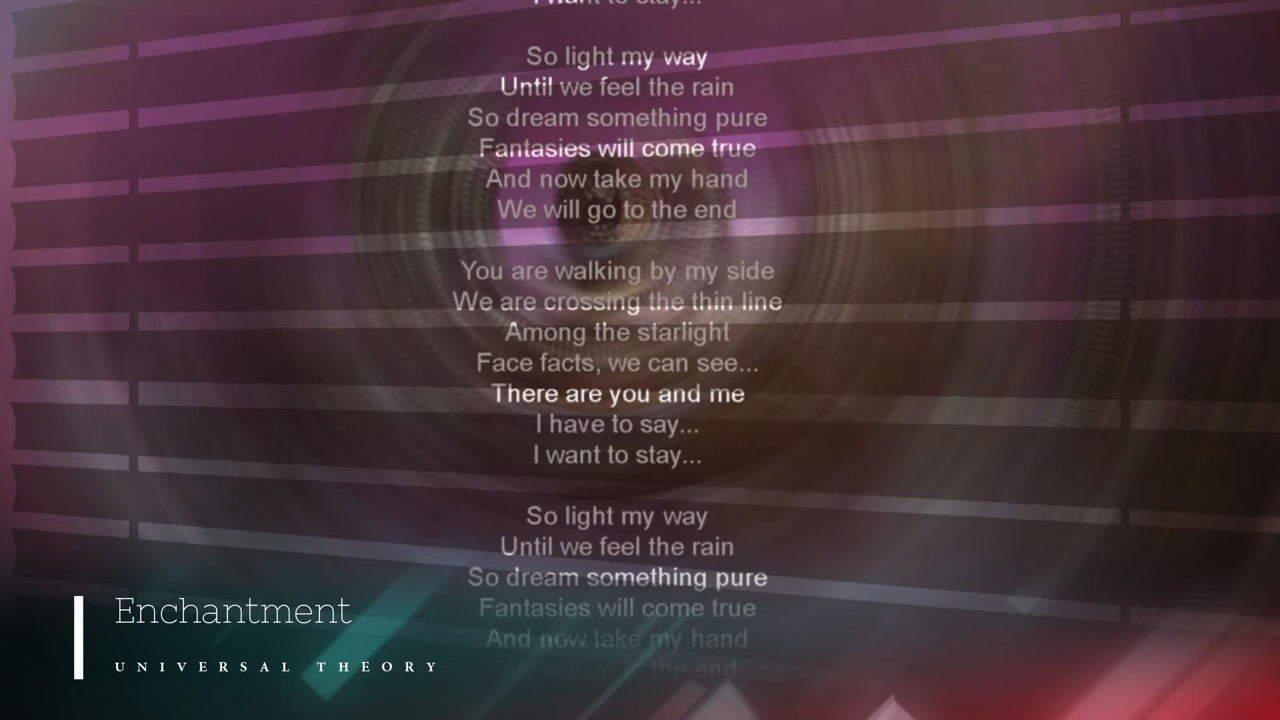 I want to stay...
So light my way
Until we feel the rain
So dream something pure
Fantasies will come true
And now take my hand
We will go to the end
You are walking by my side
We are crossing the thin line
Among the starlight
Face facts, we can see...
There are you and me
I have to say...
I want to stay...
So light my way
Until we feel the rain
So dream something pure
Fantasies will come true
And now take my hand
We will go to the end
Enchantment
UNIVERSAL THEORY